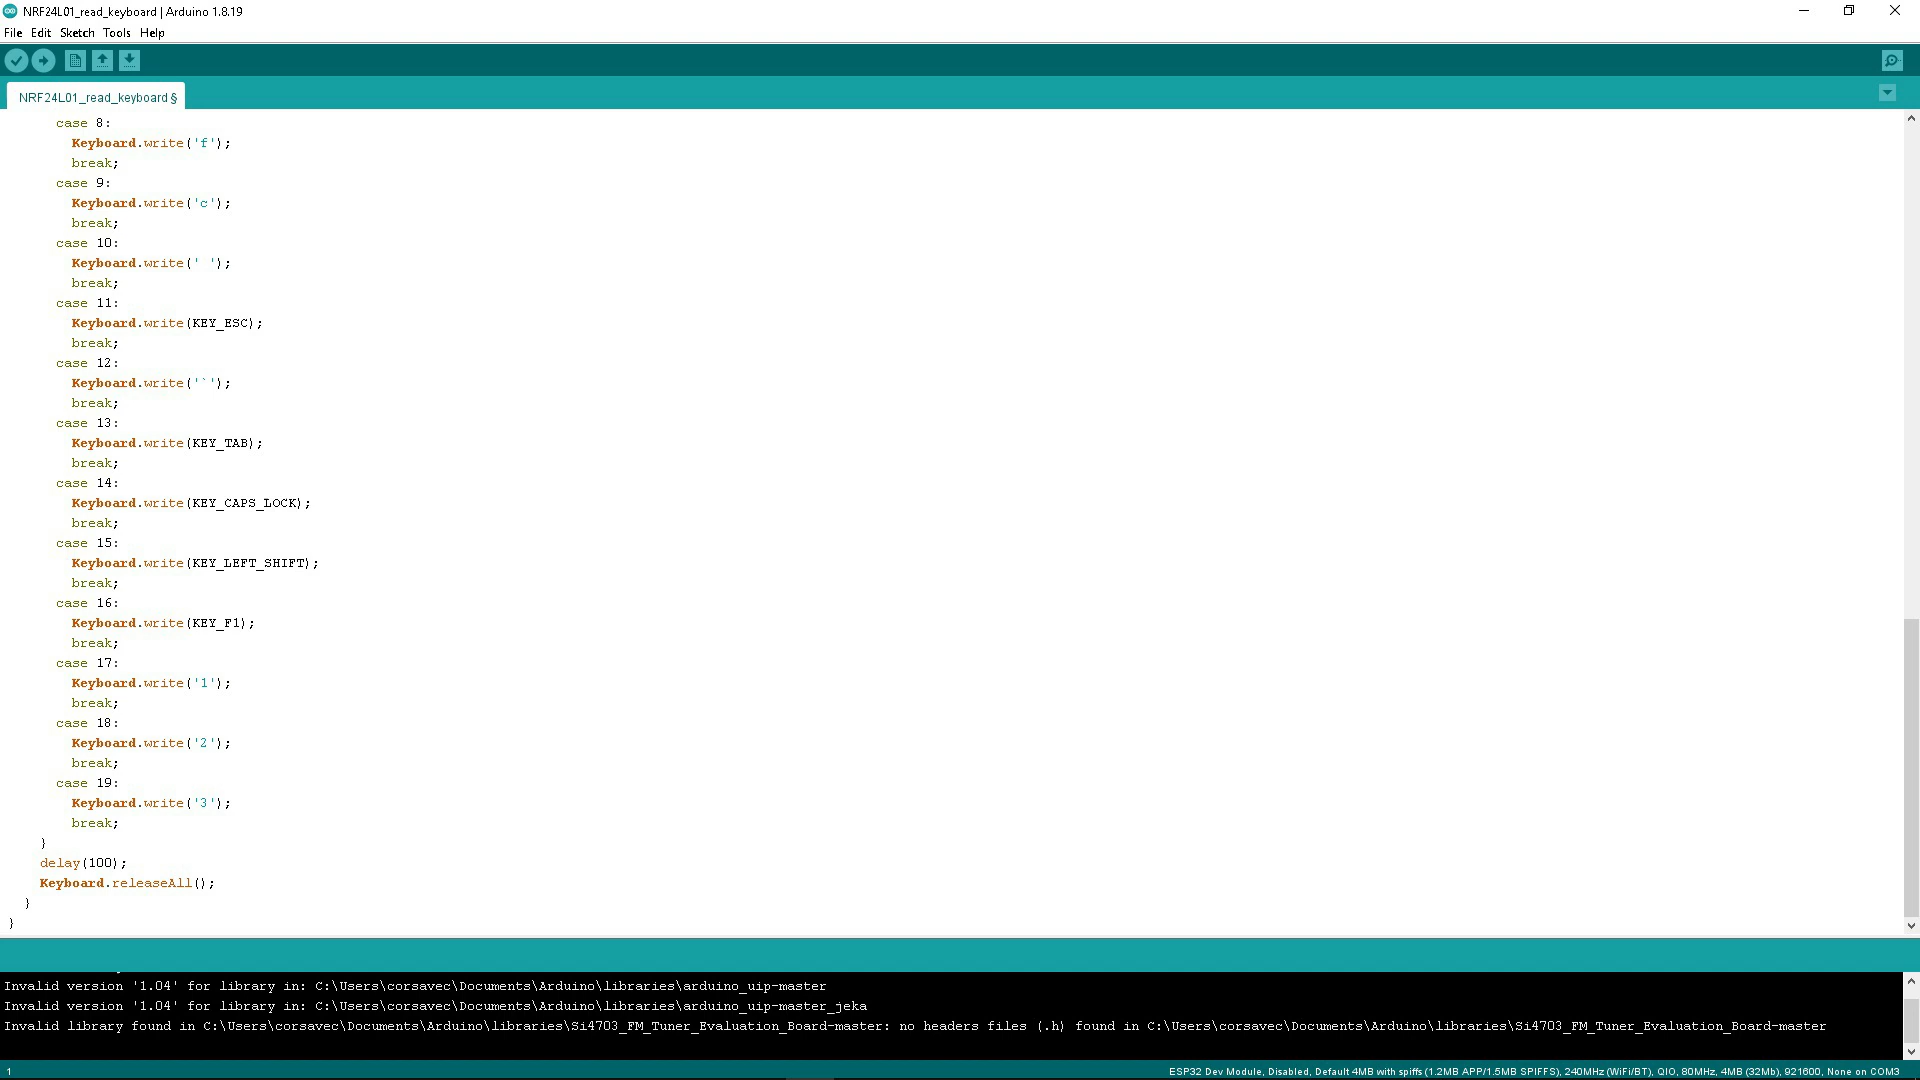 NRF24L01_read_keyboard | Arduino 1.8.19
File Edit Sketch Tools Help
NRF24L01_read_keyboard §
case 8:
Keyboard.write('f');
break;
case 9:
Keyboard.write('c');
break;
case 10:
Keyboard.write(' ');
break;
case 11:
Keyboard.write(KEY_ESC);
break;
case 12:
Keyboard.write('`');
break;
case 13:
Keyboard.write(KEY_TAB);
break;
case 14:
Keyboard.write(KEY_CAPS_LOCK);
break;
case 15:
Keyboard.write(KEY_LEFT_SHIFT);
break;
case 16:
Keyboard.write(KEY_F1);
break;
case 17:
Keyboard.write('1');
break;
case 18:
Keyboard.write('2');
break;
case 19:
Keyboard.write('3');
break;
}
delay(100);
Keyboard.releaseAll();
}
}
Invalid version '1.04' for library in: C:\Users\corsavec\Documents\Arduino\libraries\arduino_uip-master
Invalid version '1.04' for library in: C:\Users\corsavec\Documents\Arduino\libraries\arduino_uip-master_jeka
Invalid library found in C:\Users\corsavec\Documents\Arduino\libraries\Si4703_FM_Tuner_Evaluation_Board-master: no headers files (.h) found in C:\Users\corsavec\Documents\Arduino\libraries\Si4703_FM_Tuner_Evaluation_Board-master
1 ESP32 Dev Module, Disabled, Default 4MB with spiffs (1.2MB APP/1.5MB SPIFFS), 240MHz (WiFi/BT), QIO, 80MHz, 4MB (32Mb), 921600, None on COM3